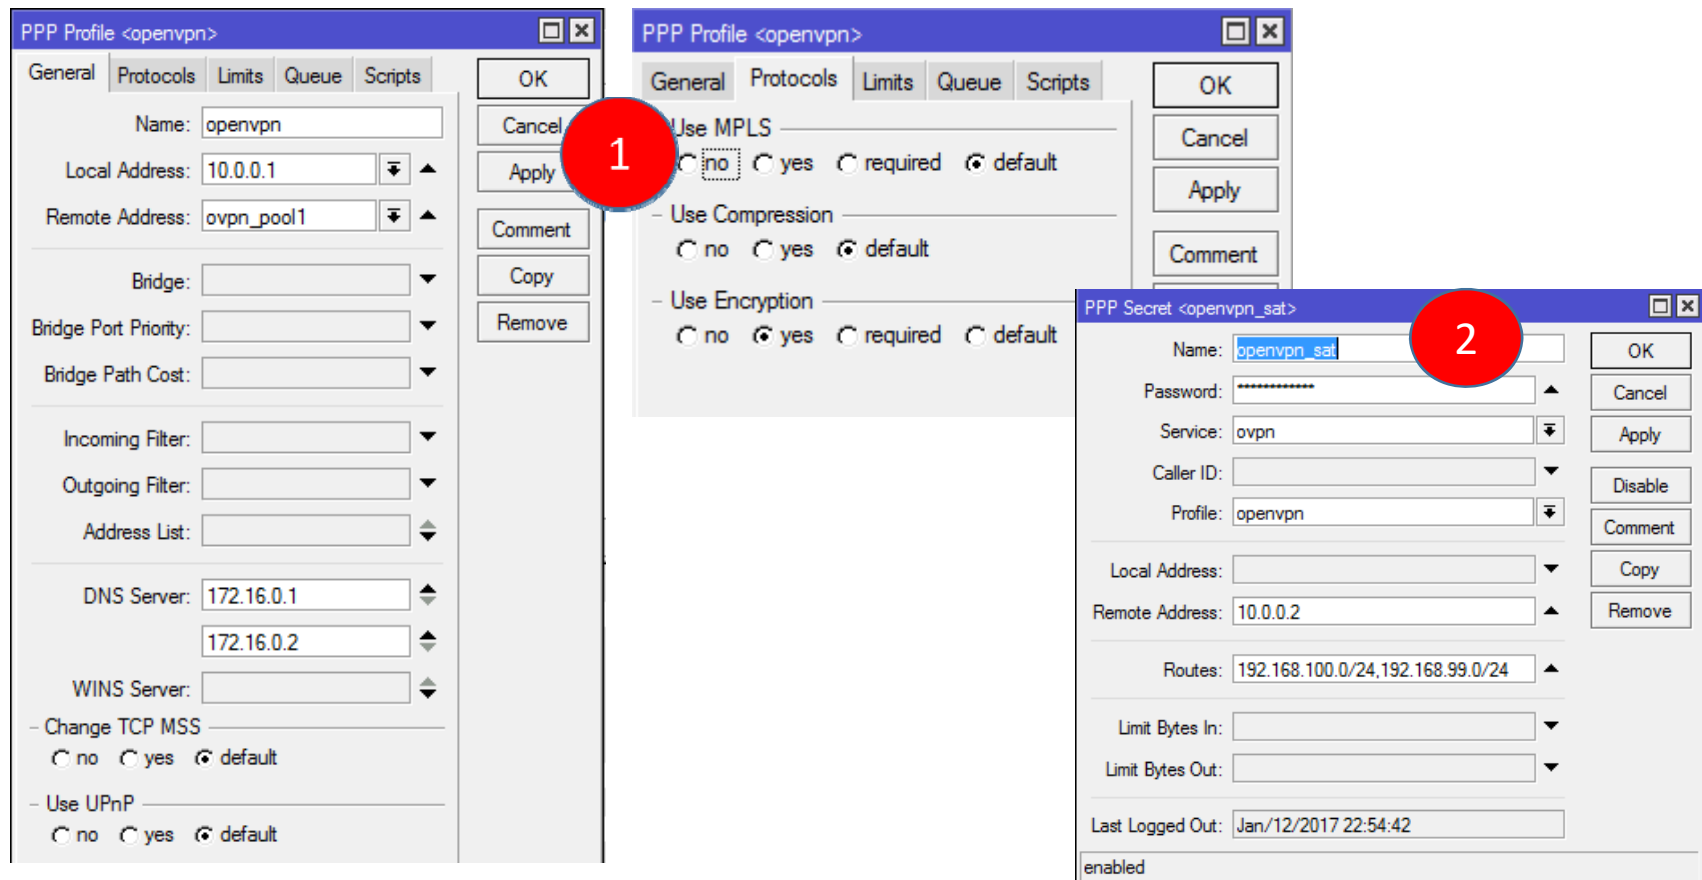 PPP Profile <openvpn>
General Protocols Limits Queue Scripts
OK
Name: openvpn
Cancel
Local Address: 10.0.0.1
Apply
Remote Address: ovpn_pool1
Comment
Bridge:
Copy
Bridge Port Priority:
Remove
Bridge Path Cost:
Incoming Filter:
Outgoing Filter:
Address List:
DNS Server: 172.16.0.1
172.16.0.2
WINS Server:
Change TCP MSS
no yes default
Use UPnP
no yes default
1
PPP Profile <openvpn>
General Protocols Limits Queue Scripts
OK
Use MPLS
Cancel
no yes required default
Apply
Use Compression
Comment
no yes default
Use Encryption
no yes required default
2
PPP Secret <openvpn_sat>
Name: openvpn_sat
OK
Password: ************
Cancel
Service: ovpn
Apply
Caller ID:
Disable
Profile: openvpn
Comment
Local Address:
Copy
Remote Address: 10.0.0.2
Remove
Routes: 192.168.100.0/24,192.168.99.0/24
Limit Bytes In:
Limit Bytes Out:
Last Logged Out: Jan/12/2017 22:54:42
enabled